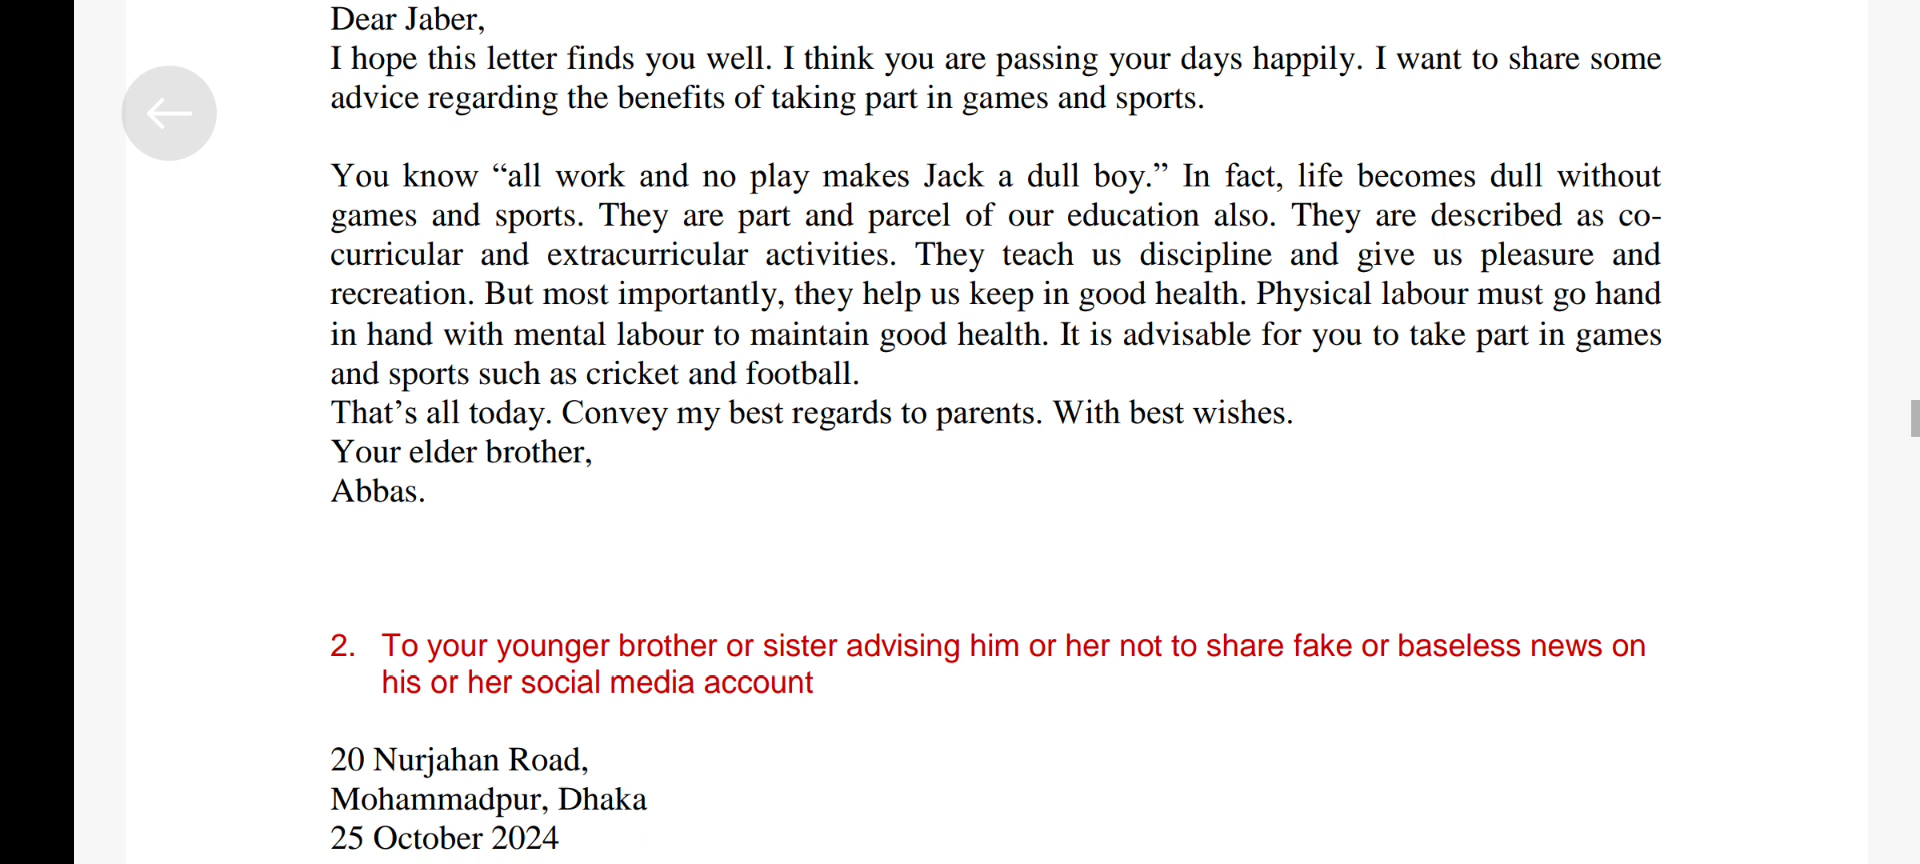 Dear Jaber,
I hope this letter finds you well. I think you are passing your days happily. I want to share some
advice regarding the benefits of taking part in games and sports.
You know “all work and no play makes Jack a dull boy.” In fact, life becomes dull without
games and sports. They are part and parcel of our education also. They are described as co-
curricular and extracurricular activities. They teach us discipline and give us pleasure and
recreation. But most importantly, they help us keep in good health. Physical labour must go hand
in hand with mental labour to maintain good health. It is advisable for you to take part in games
and sports such as cricket and football.
That’s all today. Convey my best regards to parents. With best wishes.
Your elder brother,
Abbas.
2. To your younger brother or sister advising him or her not to share fake or baseless news on
his or her social media account
20 Nurjahan Road,
Mohammadpur, Dhaka
25 October 2024